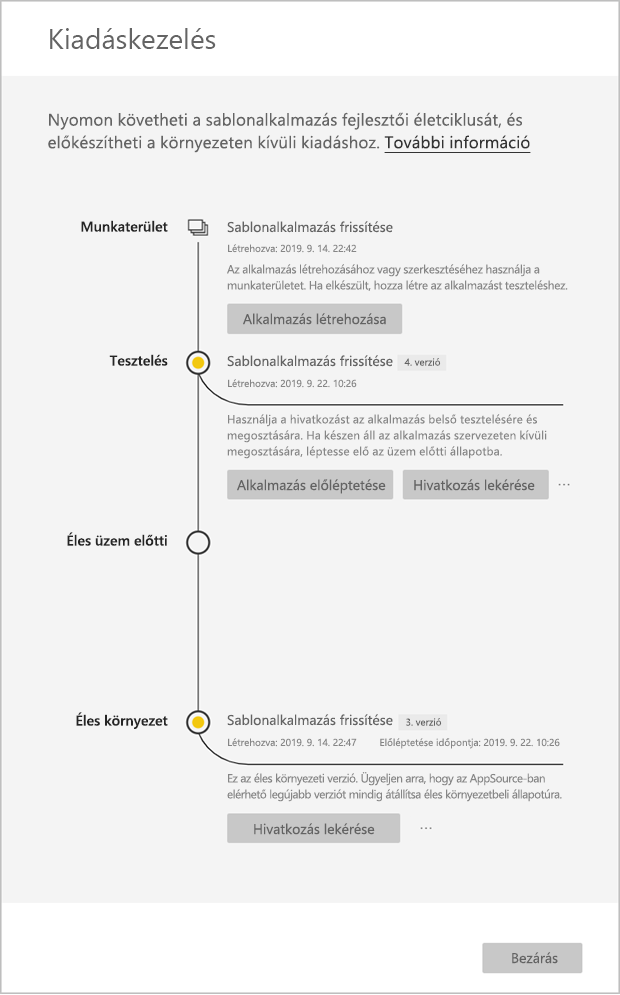 Kiadáskezelés
Nyomon követheti a sablonalkalmazás fejlesztői életciklusát, és
előkészítheti a környezeten kívüli kiadáshoz. További információ
Munkaterület
Sablonalkalmazás frissítése
Létrehozva: 2019. 9. 14. 22:42
Az alkalmazás létrehozásához vagy szerkesztéséhez használja a
munkaterületet. Ha elkészült, hozza létre az alkalmazást teszteléshez.
Alkalmazás létrehozása
Tesztelés
Sablonalkalmazás frissítése 4. verzió
Létrehozva: 2019. 9. 22. 10:26
Használja a hivatkozást az alkalmazás belső tesztelésére és
megosztására. Ha készen áll az alkalmazás szervezeten kívüli
megosztására, léptesse elő az üzem előtti állapotba.
Alkalmazás előléptetése Hivatkozás lekérése ...
Éles üzem előtti
Éles környezet
Sablonalkalmazás frissítése 3. verzió
Létrehozva: 2019. 9. 14. 22:47 Előléptetése időpontja: 2019. 9. 22. 10:26
Ez az éles környezeti verzió. Ügyeljen arra, hogy az AppSource-ban
elérhető legújabb verziót mindig átállítsa éles környezetbeli állapotúra.
Hivatkozás lekérése ...
Bezárás